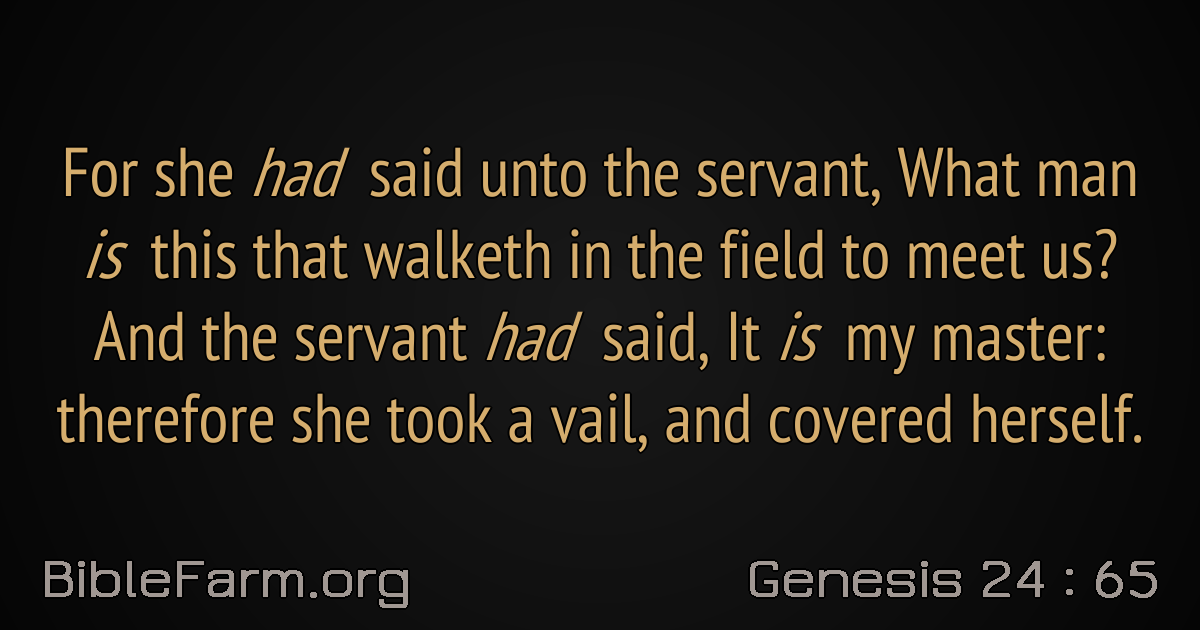 For she had said unto the servant, What man
is this that walketh in the field to meet us?
And the servant had said, It is my master:
therefore she took a vail, and covered herself.
BibleFarm.org
Genesis 24 : 65